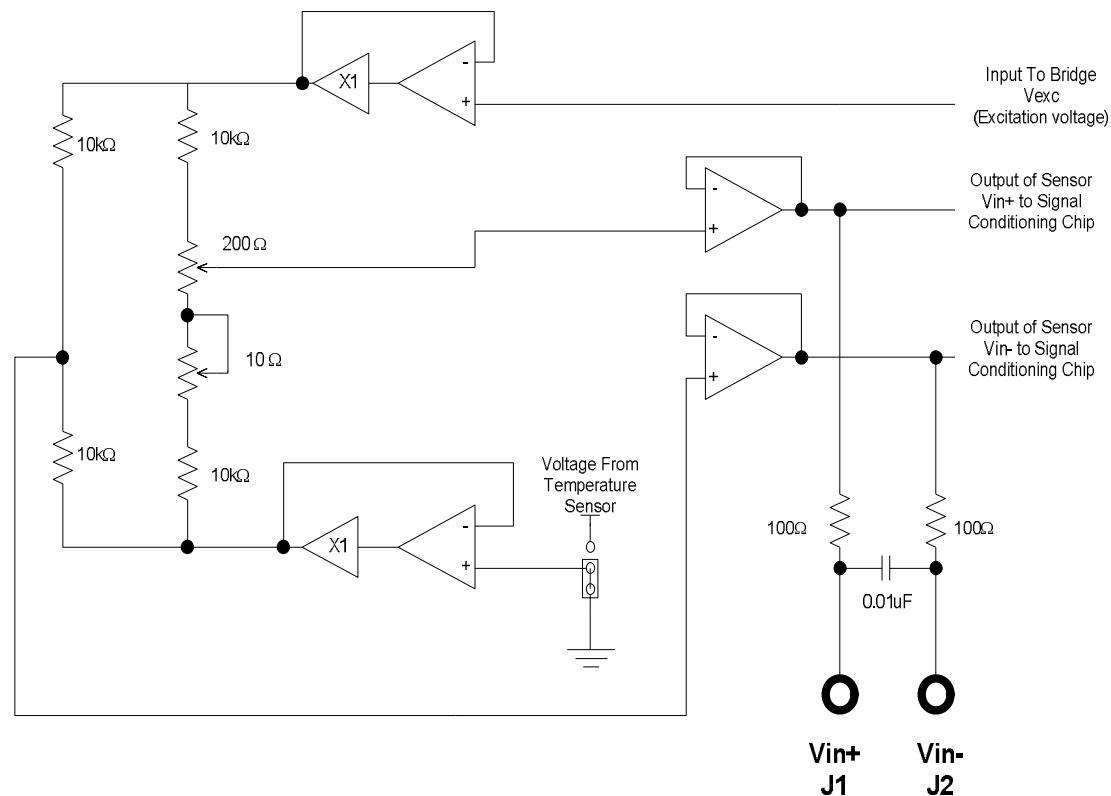 X1
-
+
Input To Bridge
Vexc
(Excitation voltage)
10kΩ
10kΩ
-
+
Output of Sensor
Vin+ to Signal
Conditioning Chip
200 Ω
10 Ω
-
+
Output of Sensor
Vin- to Signal
Conditioning Chip
10kΩ
10kΩ
Voltage From
Temperature
Sensor
X1
-
+
100Ω
100Ω
0.01uF
Vin+
J1
Vin-
J2